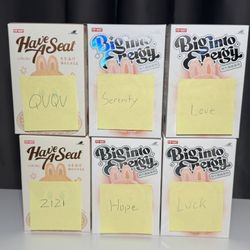 Have A Seat
Big into
Energy
Big into
Energy
QUQU
Serenity
Love
Have A Seat
Big into
Energy
Big into
Energy
ZIZI
Hope
Luck